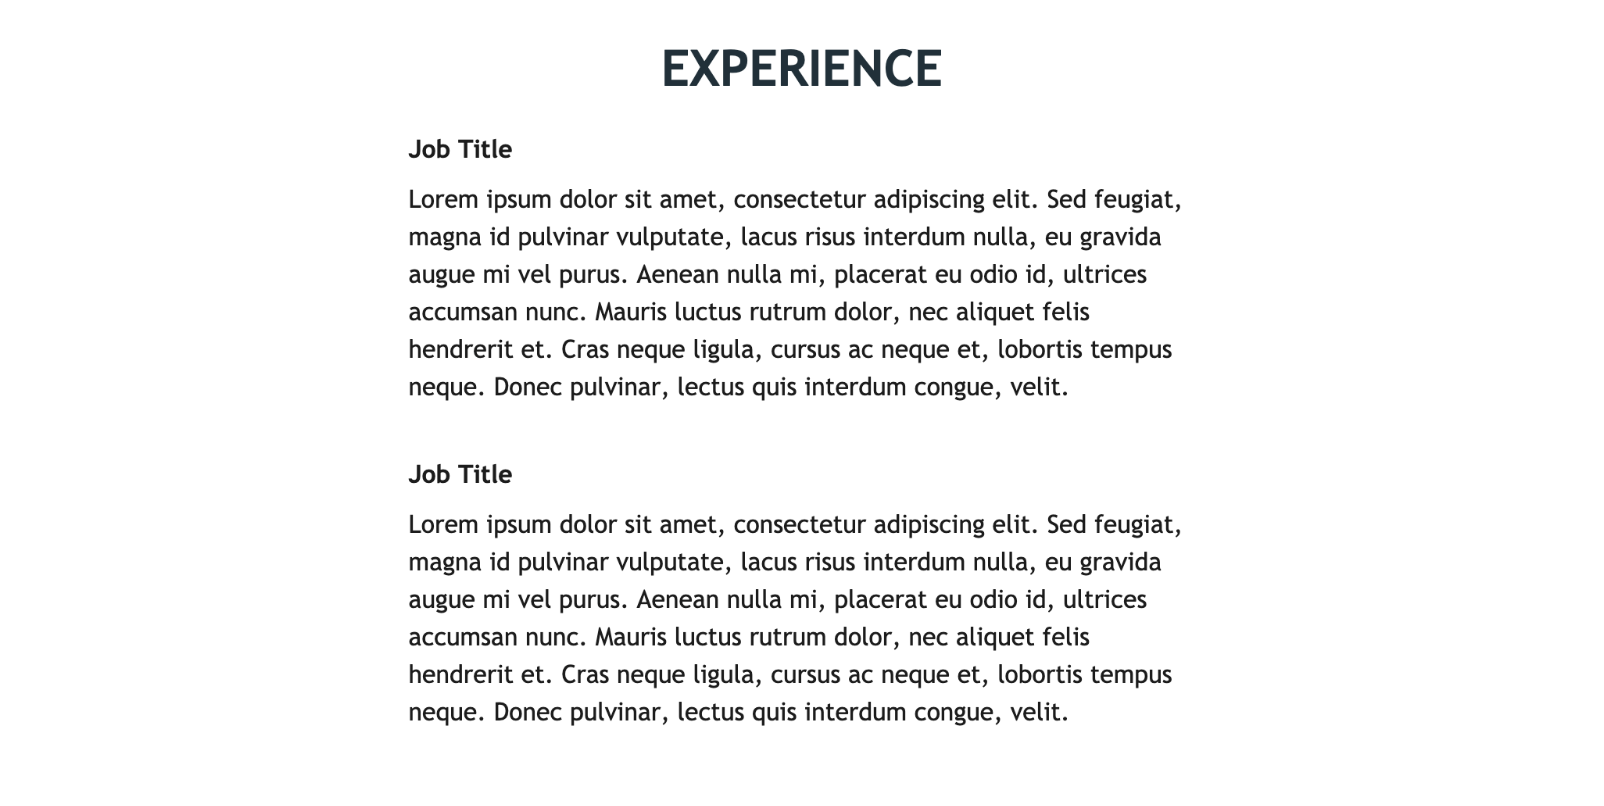 EXPERIENCE
Job Title
Lorem ipsum dolor sit amet, consectetur adipiscing elit. Sed feugiat,
magna id pulvinar vulputate, lacus risus interdum nulla, eu gravida
augue mi vel purus. Aenean nulla mi, placerat eu odio id, ultrices
accumsan nunc. Mauris luctus rutrum dolor, nec aliquet felis
hendrerit et. Cras neque ligula, cursus ac neque et, lobortis tempus
neque. Donec pulvinar, lectus quis interdum congue, velit.
Job Title
Lorem ipsum dolor sit amet, consectetur adipiscing elit. Sed feugiat,
magna id pulvinar vulputate, lacus risus interdum nulla, eu gravida
augue mi vel purus. Aenean nulla mi, placerat eu odio id, ultrices
accumsan nunc. Mauris luctus rutrum dolor, nec aliquet felis
hendrerit et. Cras neque ligula, cursus ac neque et, lobortis tempus
neque. Donec pulvinar, lectus quis interdum congue, velit.